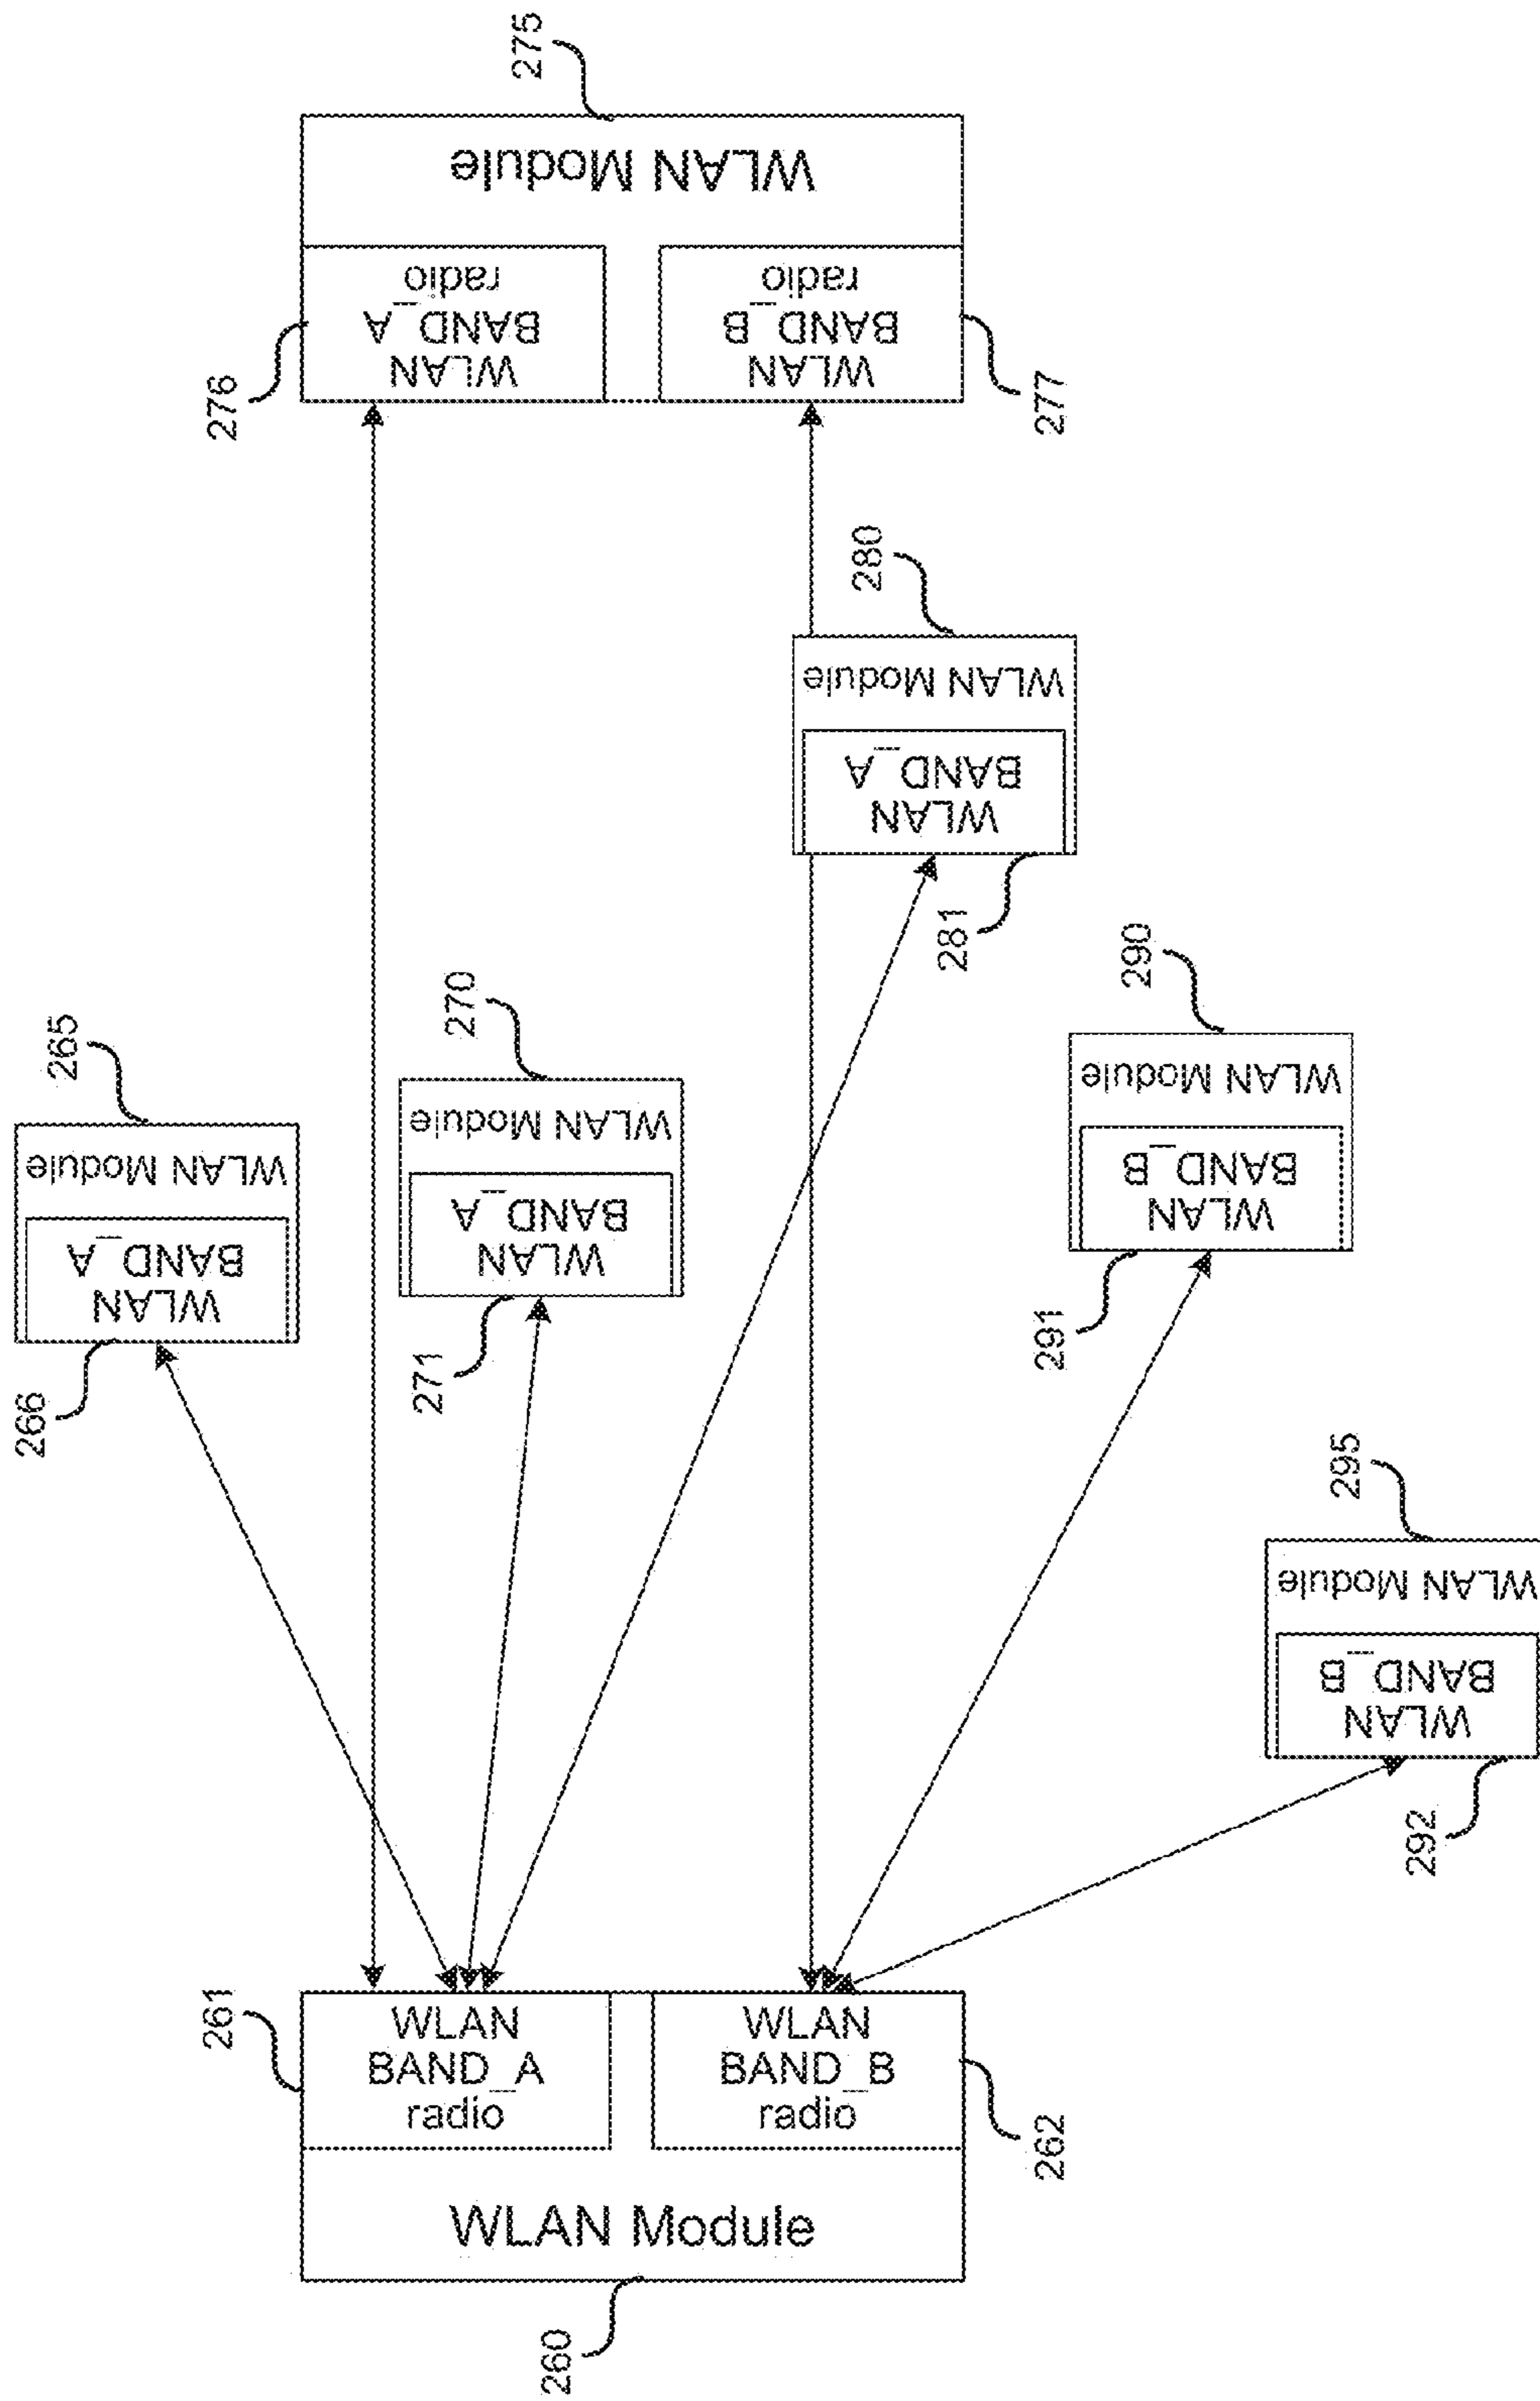 275
WLAN Module
WLAN
BAND_A
radio
276
WLAN
BAND_B
radio
277
280
WLAN Module
WLAN
BAND_A
281
265
WLAN Module
WLAN
BAND_A
266
270
WLAN Module
WLAN
BAND_A
271
290
WLAN Module
WLAN
BAND_B
291
295
WLAN Module
WLAN
BAND_B
292
261
WLAN
BAND_A
radio
WLAN
BAND_B
radio
262
WLAN Module
260